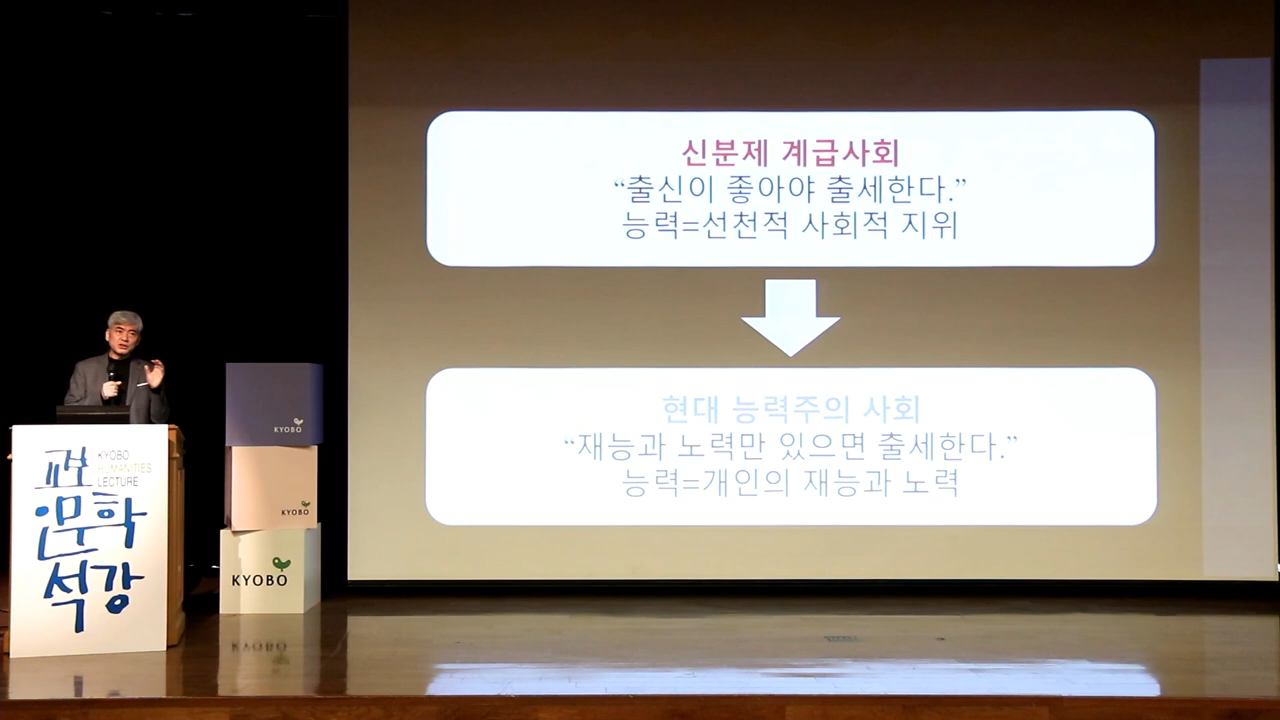 신분제 계급사회
“출신이 좋아야 출세한다.”
능력=선천적 사회적 지위
현대 능력주의 사회
“재능과 노력만 있으면 출세한다.”
능력=개인의 재능과 노력
교보
KYOBO
HUMANITIES
LECTURE
인문학
석강
KYOBO
KYOBO
KYOBO